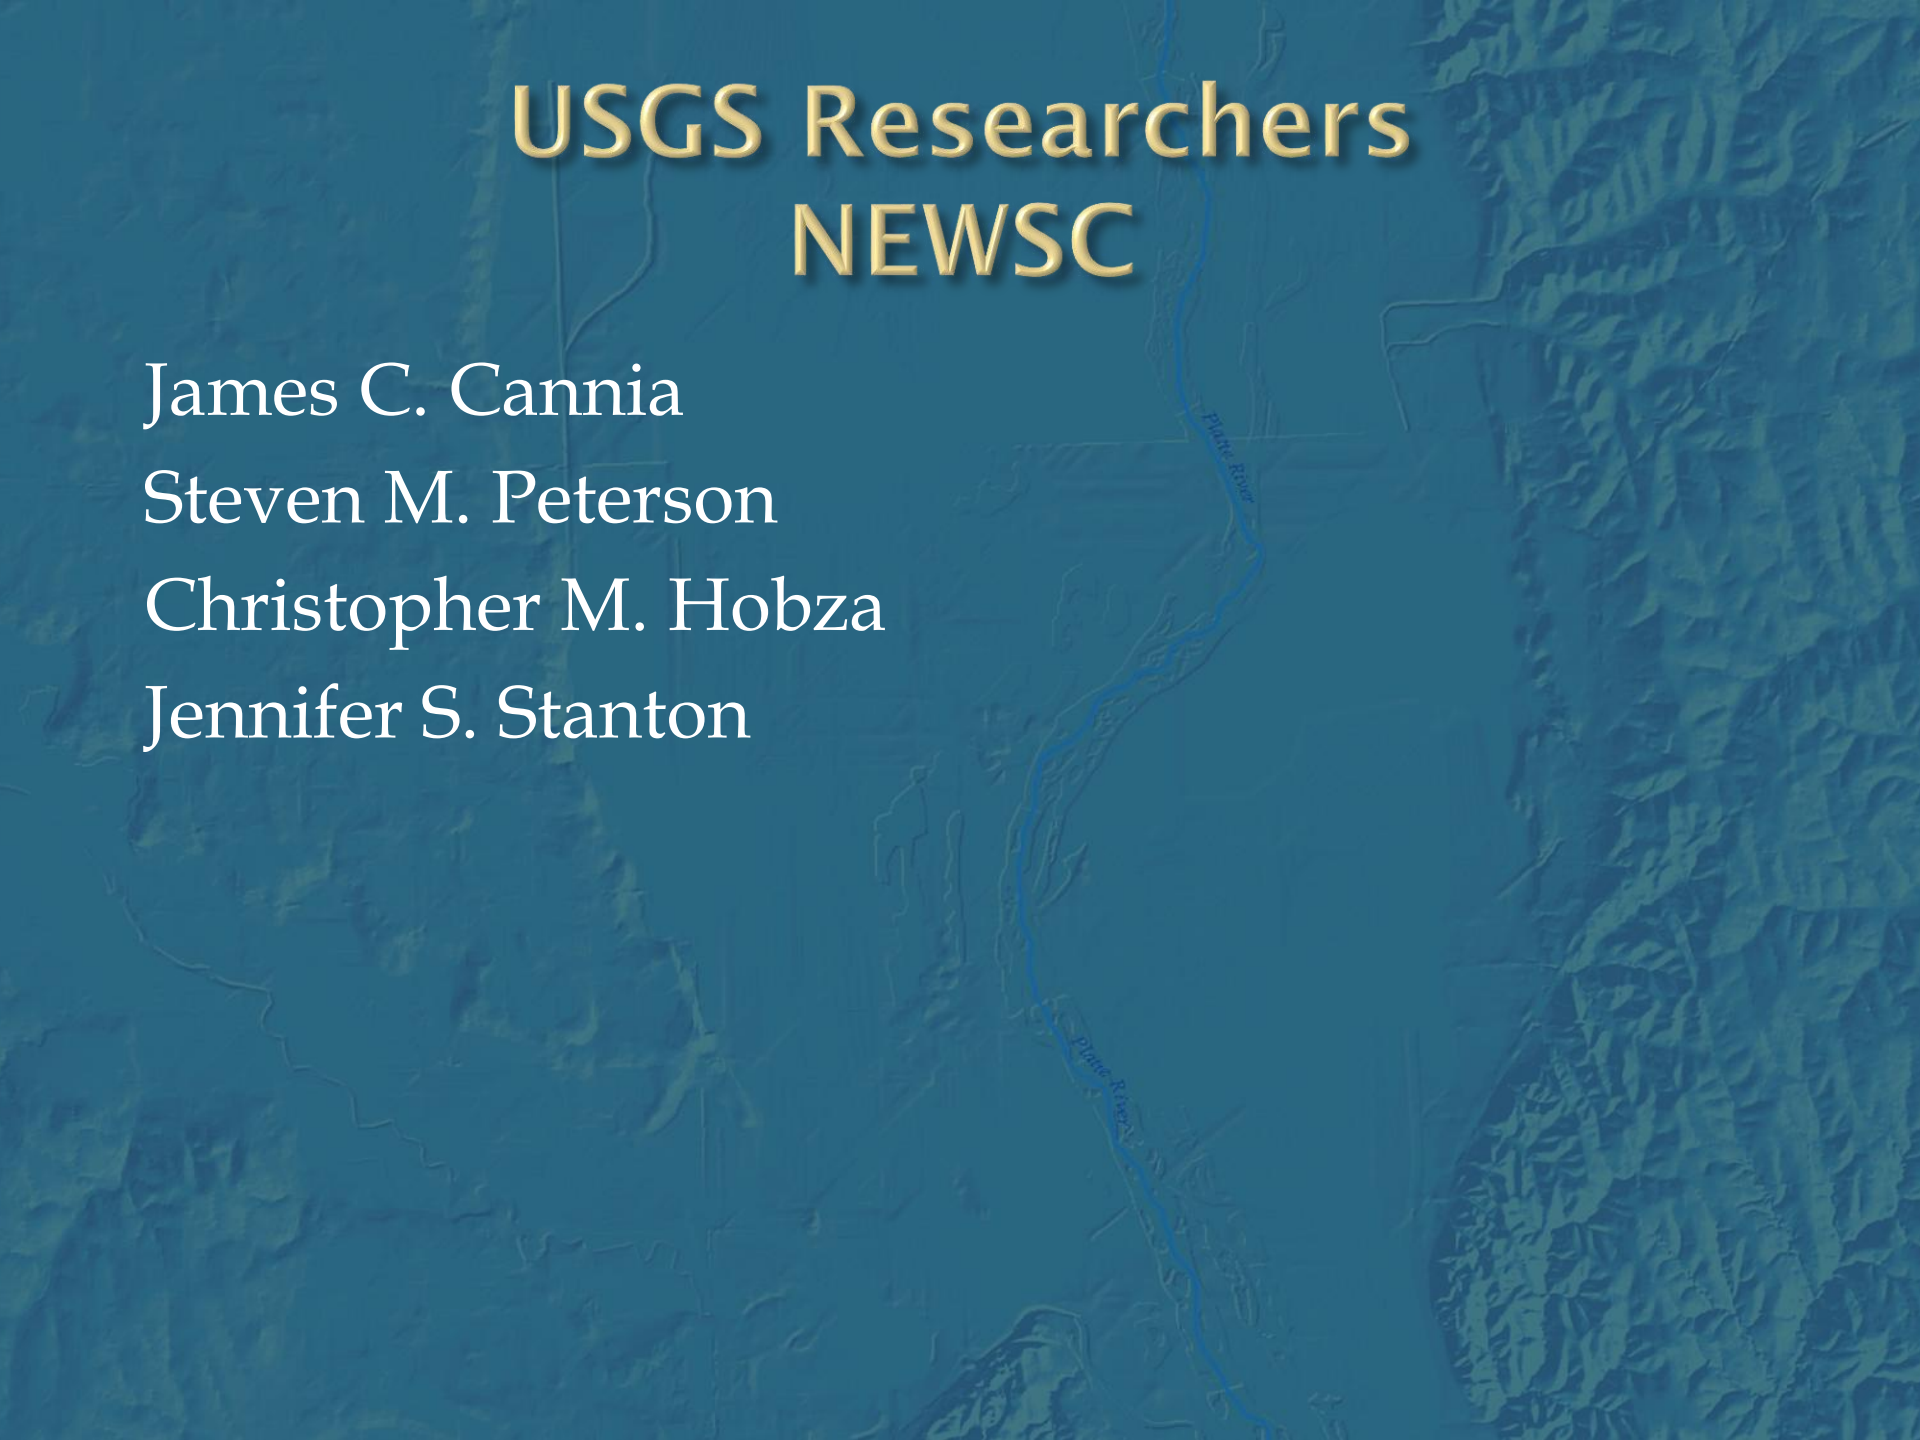 USGS Researchers
NEWSC
James C. Cannia
Steven M. Peterson
Christopher M. Hobza
Jennifer S. Stanton
Platte River
Platte River